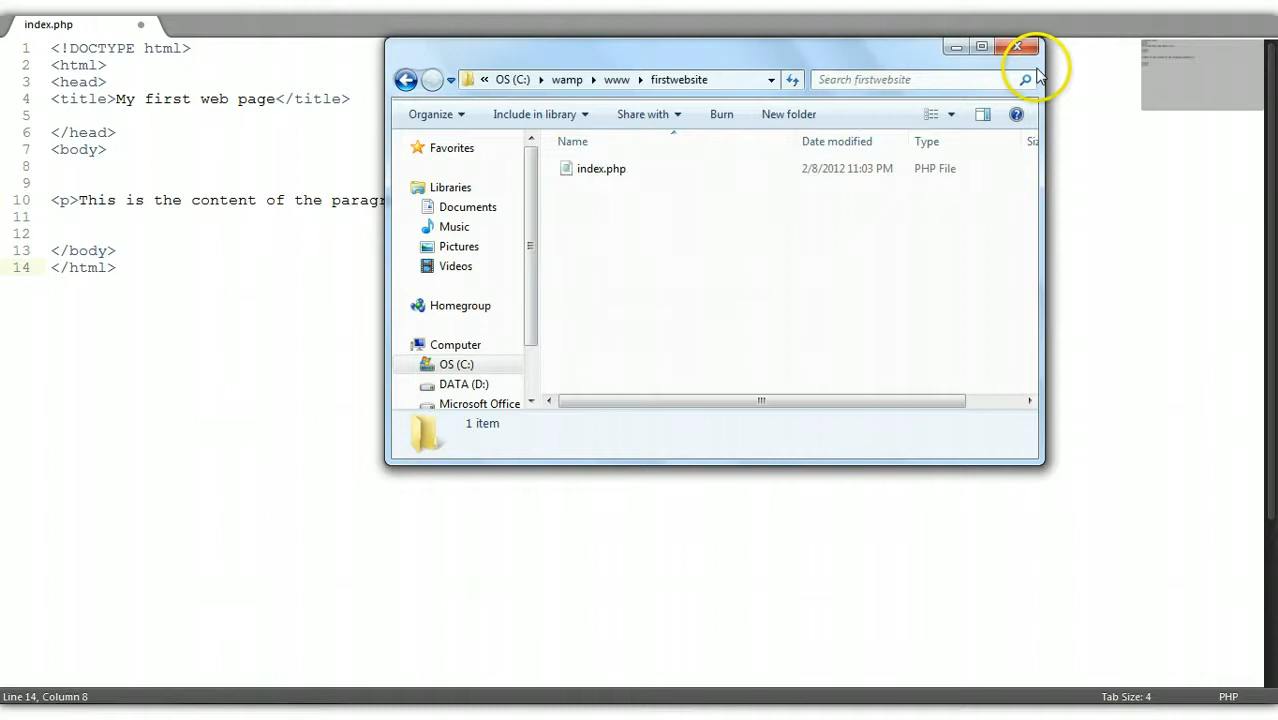 index.php
1 <!DOCTYPE html>
2 <html>
3 <head>
4 <title>My first web page</title>
5
6 </head>
7 <body>
8
9
10 <p>This is the content of the paragr
11
12
13 </body>
14 </html>
« OS (C:) wamp www firstwebsite Search firstwebsite
Organize Include in library Share with Burn New folder
Name Date modified Type Siz
index.php 2/8/2012 11:03 PM PHP File
Favorites
Libraries
Documents
Music
Pictures
Videos
Homegroup
Computer
OS (C:)
DATA (D:)
Microsoft Office
1 item
Line 14, Column 8 Tab Size: 4 PHP